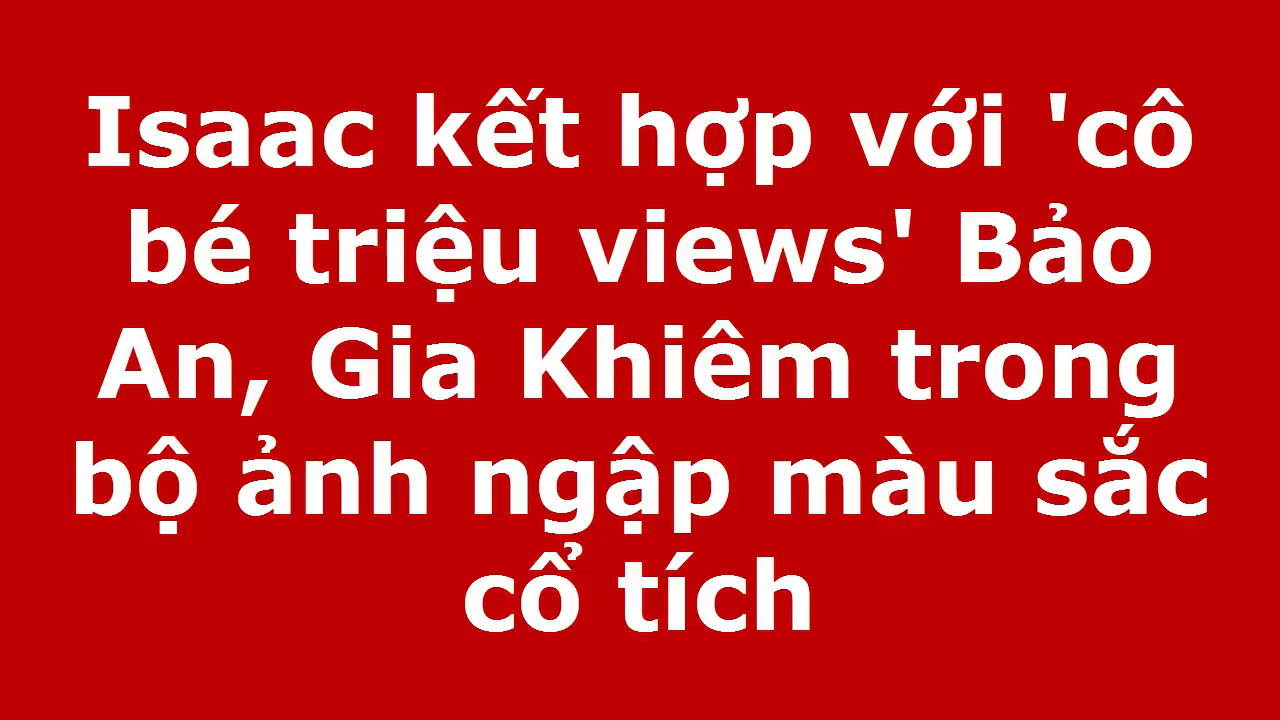 Isaac kết hợp với 'cô
bé triệu views' Bảo
An, Gia Khiêm trong
bộ ảnh ngập màu sắc
cổ tích